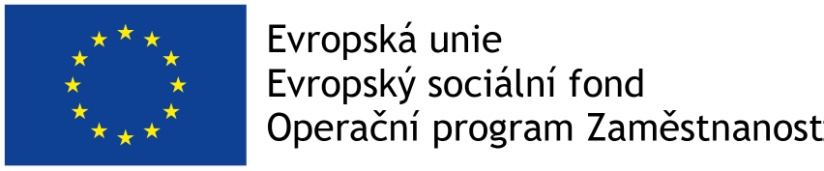 Evropská unie
Evropský sociální fond
Operační program Zaměstnanost